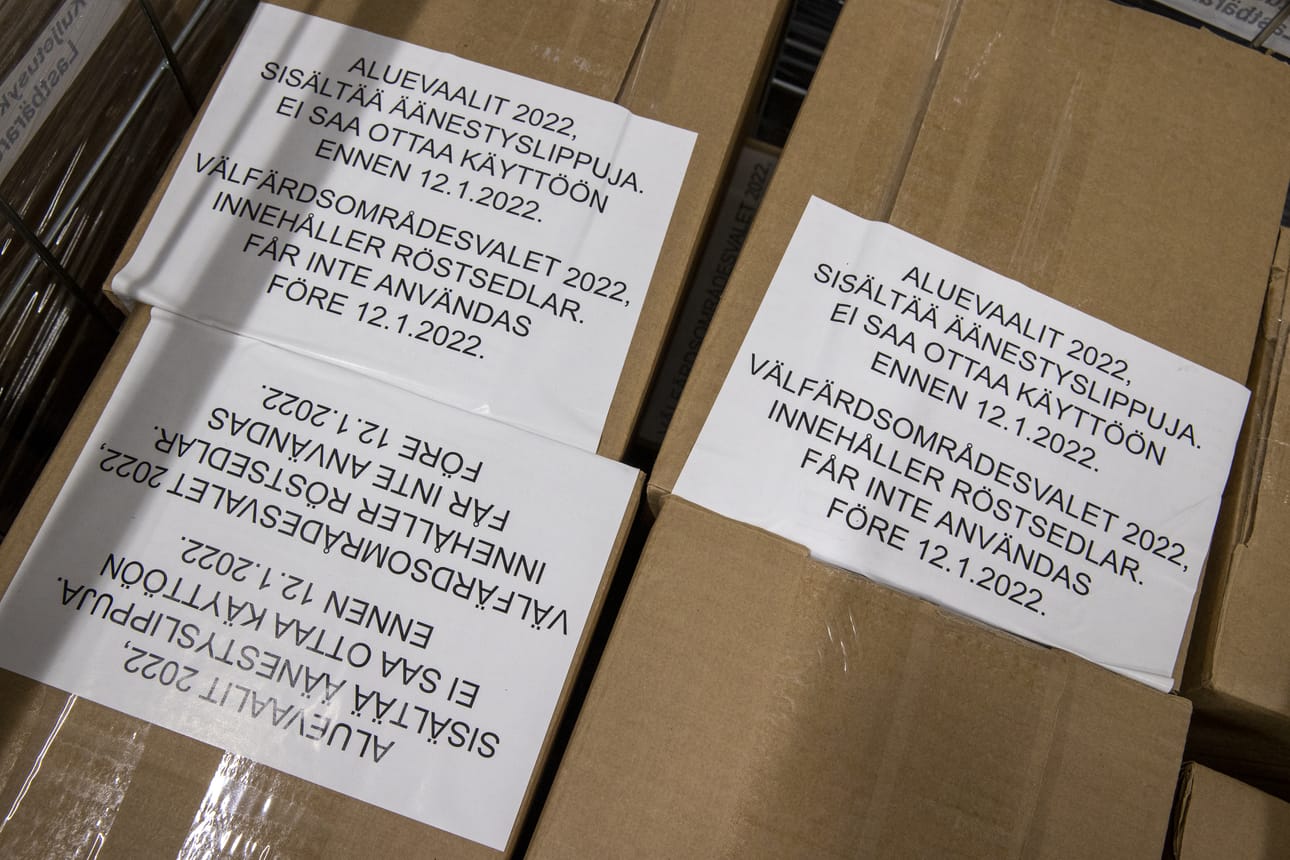 ALUEVAALIT 2022,
SISÄLTÄÄ ÄÄNESTYSLIPPUJA.
EI SAA OTTAA KÄYTTÖÖN
ENNEN 12.1.2022.
VÄLFÄRDSOMRÅDESVALET 2022,
INNEHÅLLER RÖSTSEDLAR.
FÅR INTE ANVÄNDAS
FÖRE 12.1.2022.
ALUEVAALIT 2022,
SISÄLTÄÄ ÄÄNESTYSLIPPUJA.
EI SAA OTTAA KÄYTTÖÖN
ENNEN 12.1.2022.
VÄLFÄRDSOMRÅDESVALET 2022,
INNEHÅLLER RÖSTSEDLAR.
FÅR INTE ANVÄNDAS
FÖRE 12.1.2022.
ALUEVAALIT 2022,
SISÄLTÄÄ ÄÄNESTYSLIPPUJA.
EI SAA OTTAA KÄYTTÖÖN
ENNEN 12.1.2022.
VÄLFÄRDSOMRÅDESVALET 2022,
INNEHÅLLER RÖSTSEDLAR.
FÅR INTE ANVÄNDAS
FÖRE 12.1.2022.
VÄLFÄRDSOMRÅDESVALET 2022,